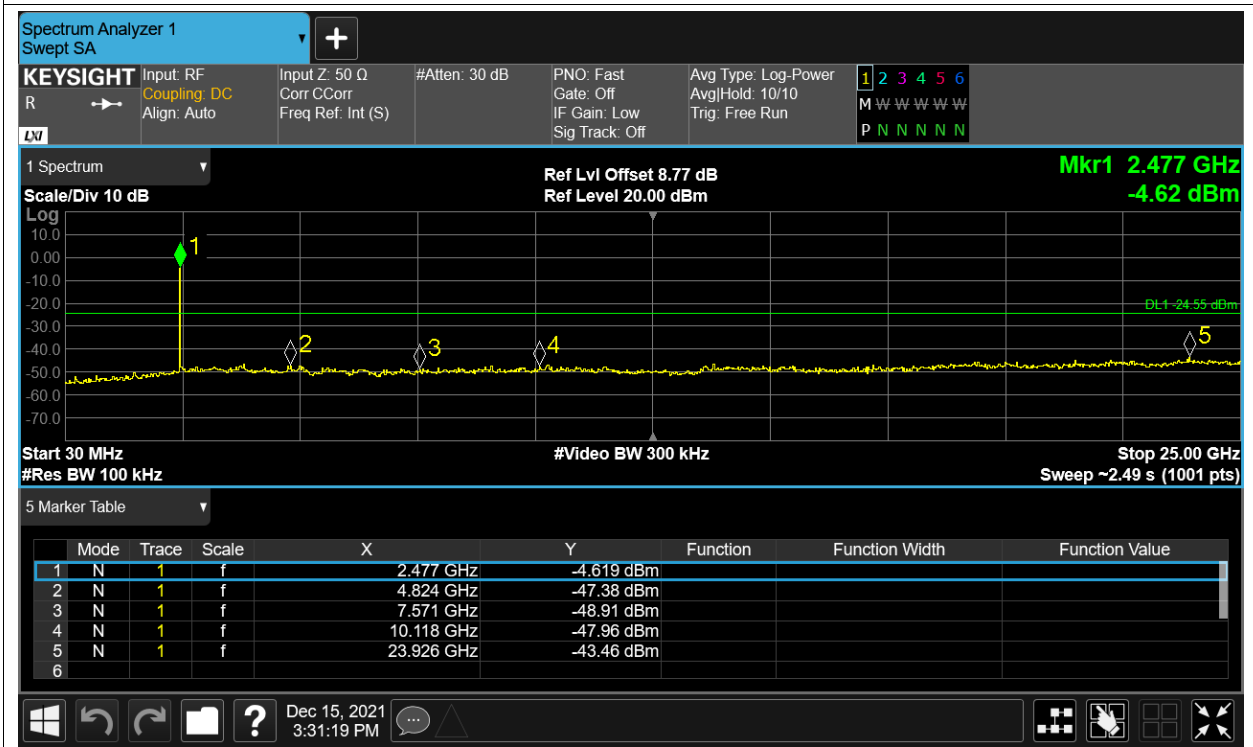 Spectrum Analyzer 1
Swept SA
+
KEYSIGHT
R
LXI
Input: RF
Coupling: DC
Align: Auto
Input Z: 50 Ω
Corr CCorr
Freq Ref: Int (S)
#Atten: 30 dB
PNO: Fast
Gate: Off
IF Gain: Low
Sig Track: Off
Avg Type: Log-Power
Avg|Hold: 10/10
Trig: Free Run
1 2 3 4 5 6
M W W W W W
P N N N N N
1 Spectrum
Scale/Div 10 dB
Ref Lvl Offset 8.77 dB
Ref Level 20.00 dBm
Mkr1 2.477 GHz
-4.62 dBm
Log
10.0
0.00
-10.0
-20.0
-30.0
-40.0
-50.0
-60.0
-70.0
1
2
3
4
5
DL1 -24.55 dBm
Start 30 MHz
#Video BW 300 kHz
Stop 25.00 GHz
#Res BW 100 kHz
Sweep ~2.49 s (1001 pts)
5 Marker Table
Mode Trace Scale X Y Function Function Width Function Value
1 N 1 f 2.477 GHz -4.619 dBm
2 N 1 f 4.824 GHz -47.38 dBm
3 N 1 f 7.571 GHz -48.91 dBm
4 N 1 f 10.118 GHz -47.96 dBm
5 N 1 f 23.926 GHz -43.46 dBm
6
?
Dec 15, 2021
3:31:19 PM